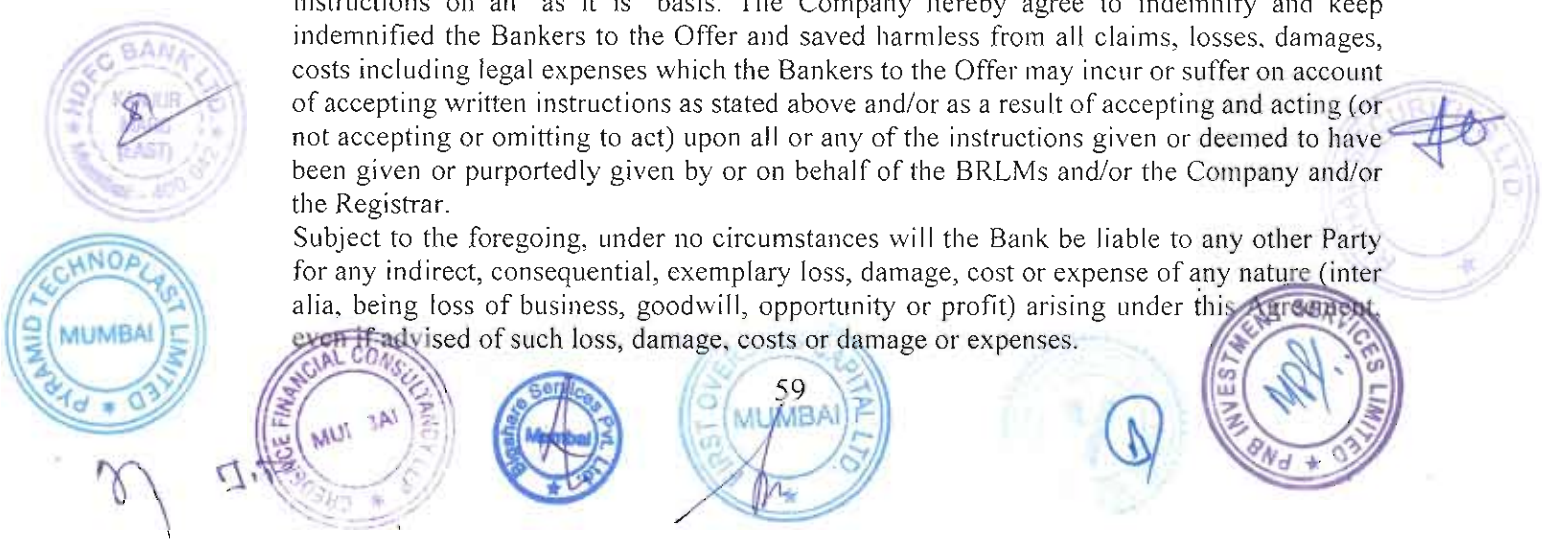 instructions on an "as it is" basis. The Company hereby agree to indemnify and keep
indemnified the Bankers to the Offer and saved harmless from all claims, losses, damages,
costs including legal expenses which the Bankers to the Offer may incur or suffer on account
of accepting written instructions as stated above and/or as a result of accepting and acting (or
not accepting or omitting to act) upon all or any of the instructions given or deemed to have
been given or purportedly given by or on behalf of the BRLMs and/or the Company and/or
the Registrar.
Subject to the foregoing, under no circumstances will the Bank be liable to any other Party
for any indirect, consequential, exemplary loss, damage, cost or expense of any nature (inter
alia, being loss of business, goodwill, opportunity or profit) arising under this Agreement,
even if advised of such loss, damage, costs or damage or expenses.
59
HDFC BANK LTD.
(EAST)
Mumbai - 400 042
PYRAMID TECHNOPLAST LIMITED
MUMBAI
CREDENCE FINANCIAL CONSULTANCY LLP
Bigshare Services Pvt. Ltd.
Mumbai
FIRST OVERSEAS CAPITAL LTD.
MUMBAI
PNB INVESTMENT SERVICES LIMITED
LTD.